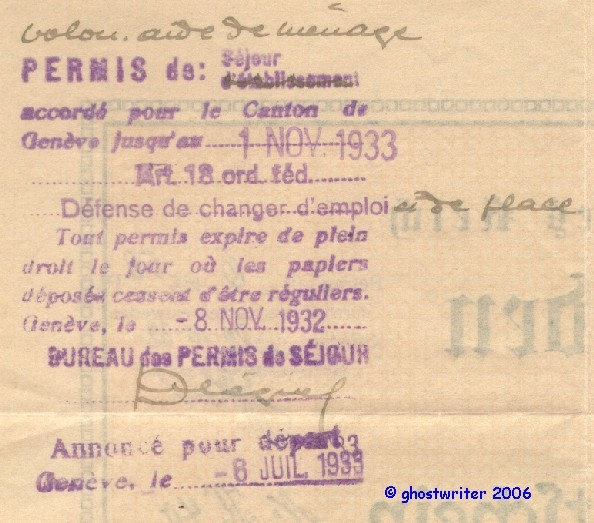 volon. aide de ménage
PERMIS de: Séjour
d'établissement
accordé pour le Canton de
Genève jusqu'au 1 NOV. 1933
Art. 18 ord. féd.
Défense de changer d'emploi et de place
Tout permis expire de plein
droit le jour où les papiers
déposés cessent d'être réguliers.
Genève, le -8 NOV. 1932
BUREAU des PERMIS de SÉJOUR
Annoncé pour départ
Genève, le -6 JUIL 1933
© ghostwriter 2006